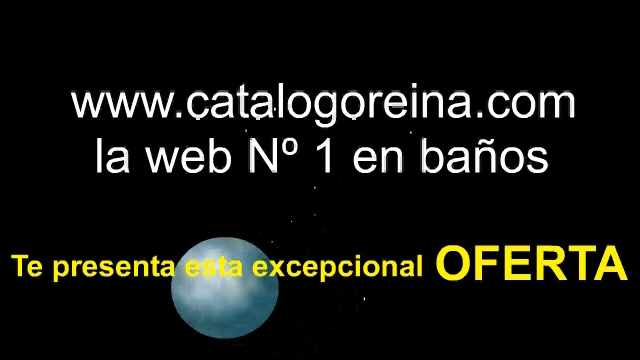 www.catalogoreina.com
la web Nº 1 en baños
Te presenta esta excepcional OFERTA